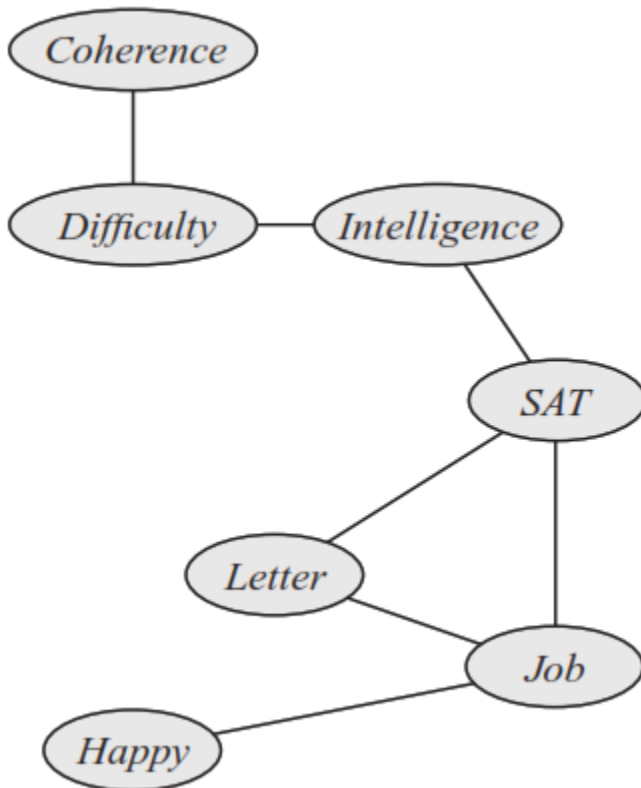 Coherence
Difficulty
Intelligence
SAT
Letter
Job
Happy